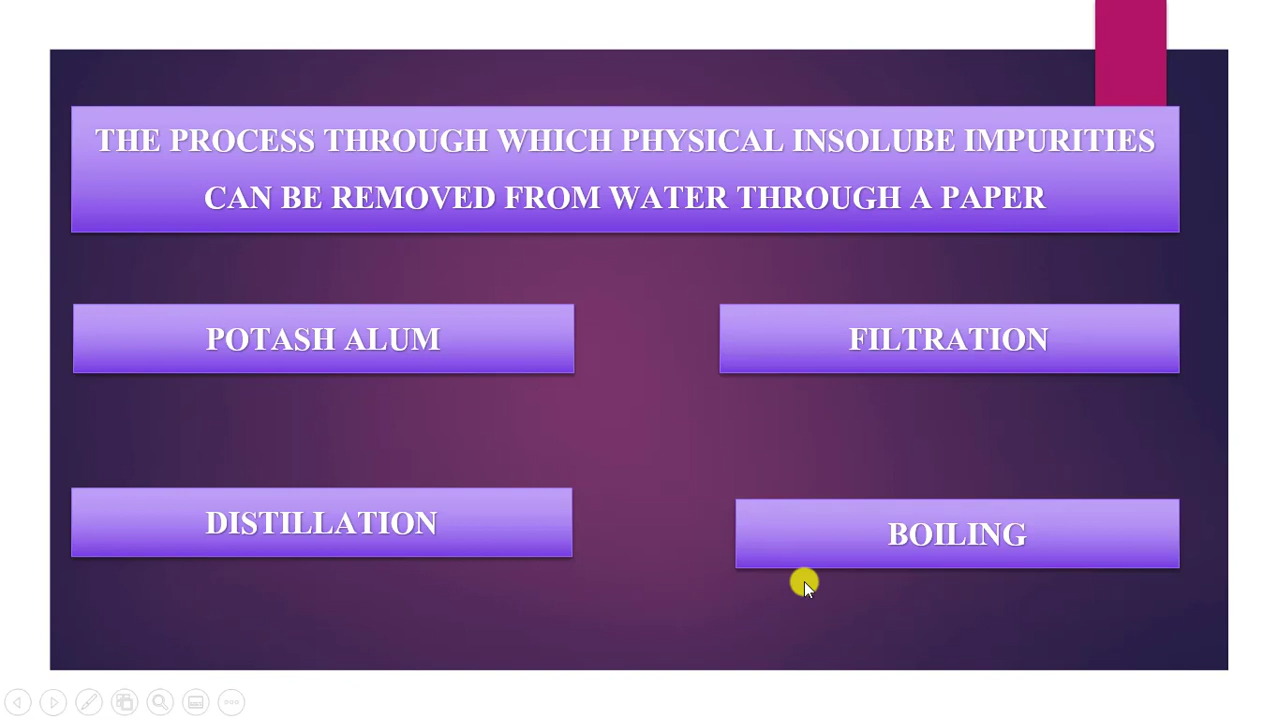 THE PROCESS THROUGH WHICH PHYSICAL INSOLUBE IMPURITIES
CAN BE REMOVED FROM WATER THROUGH A PAPER
POTASH ALUM
FILTRATION
DISTILLATION
BOILING